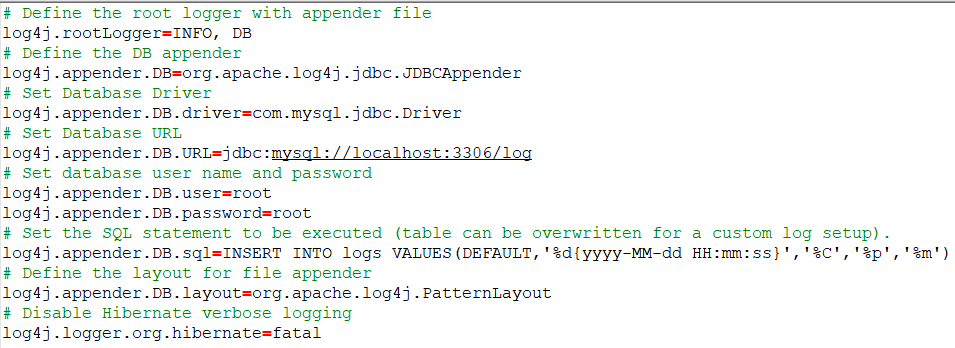 # Define the root logger with appender file
log4j.rootLogger=INFO, DB
# Define the DB appender
log4j.appender.DB=org.apache.log4j.jdbc.JDBCAppender
# Set Database Driver
log4j.appender.DB.driver=com.mysql.jdbc.Driver
# Set Database URL
log4j.appender.DB.URL=jdbc:mysql://localhost:3306/log
# Set database user name and password
log4j.appender.DB.user=root
log4j.appender.DB.password=root
# Set the SQL statement to be executed (table can be overwritten for a custom log setup).
log4j.appender.DB.sql=INSERT INTO logs VALUES(DEFAULT,'%d{yyyy-MM-dd HH:mm:ss}','%C','%p','%m')
# Define the layout for file appender
log4j.appender.DB.layout=org.apache.log4j.PatternLayout
# Disable Hibernate verbose logging
log4j.logger.org.hibernate=fatal